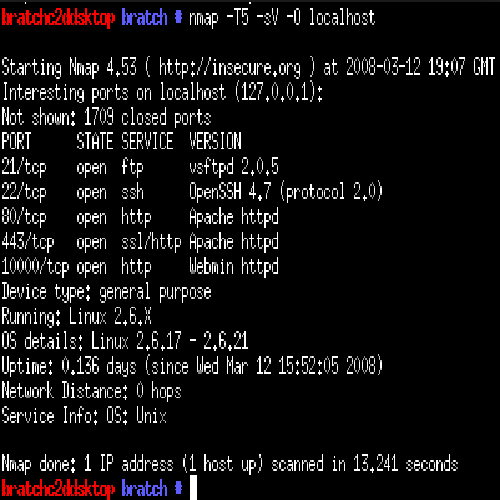 bratchc2ddsktop bratch # nmap -T5 -sV -O localhost
Starting Nmap 4.53 ( http://insecure.org ) at 2008-03-12 19:07 GMT
Interesting ports on localhost (127.0.0.1):
Not shown: 1709 closed ports
PORT STATE SERVICE VERSION
21/tcp open ftp vsftpd 2.0.5
22/tcp open ssh OpenSSH 4.7 (protocol 2.0)
80/tcp open http Apache httpd
443/tcp open ssl/http Apache httpd
10000/tcp open http Webmin httpd
Device type: general purpose
Running: Linux 2.6.X
OS details: Linux 2.6.17 - 2.6.21
Uptime: 0.136 days (since Wed Mar 12 15:52:05 2008)
Network Distance: 0 hops
Service Info: OS: Unix
Nmap done: 1 IP address (1 host up) scanned in 13.241 seconds
bratchc2ddsktop bratch #